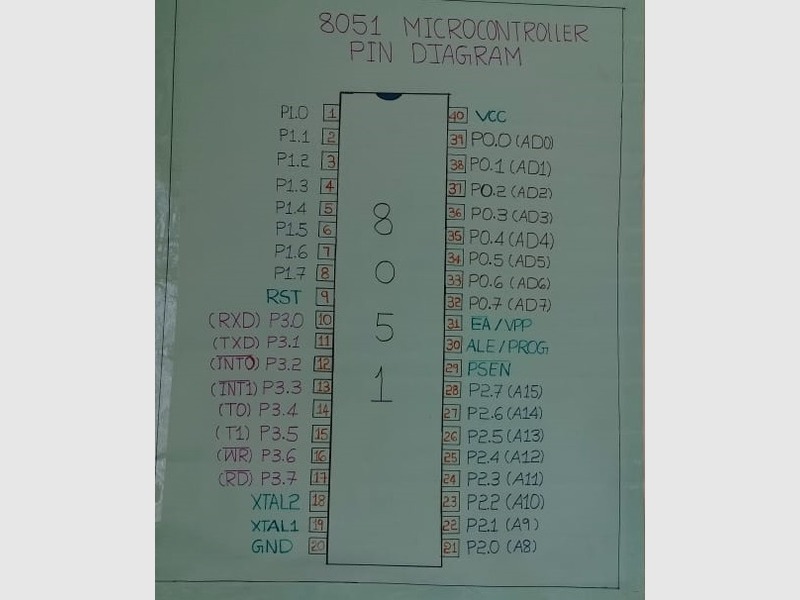 8051 MICROCONTROLLER
PIN DIAGRAM
P1.0 1 40 VCC
P1.1 2 39 P0.0 (AD0)
P1.2 3 38 P0.1 (AD1)
P1.3 4 37 P0.2 (AD2)
P1.4 5 36 P0.3 (AD3)
P1.5 6 35 P0.4 (AD4)
P1.6 7 34 P0.5 (AD5)
P1.7 8 33 P0.6 (AD6)
RST 9 32 P0.7 (AD7)
(RXD) P3.0 10 31 E̅A̅/VPP
(TXD) P3.1 11 30 ALE/P̅R̅O̅G̅
(I̅N̅T̅0̅) P3.2 12 29 P̅S̅E̅N̅
(I̅N̅T̅1̅) P3.3 13 28 P2.7 (A15)
(T0) P3.4 14 27 P2.6 (A14)
(T1) P3.5 15 26 P2.5 (A13)
(W̅R̅) P3.6 16 25 P2.4 (A12)
(R̅D̅) P3.7 17 24 P2.3 (A11)
XTAL2 18 23 P2.2 (A10)
XTAL1 19 22 P2.1 (A9)
GND 20 21 P2.0 (A8)
8
0
5
1